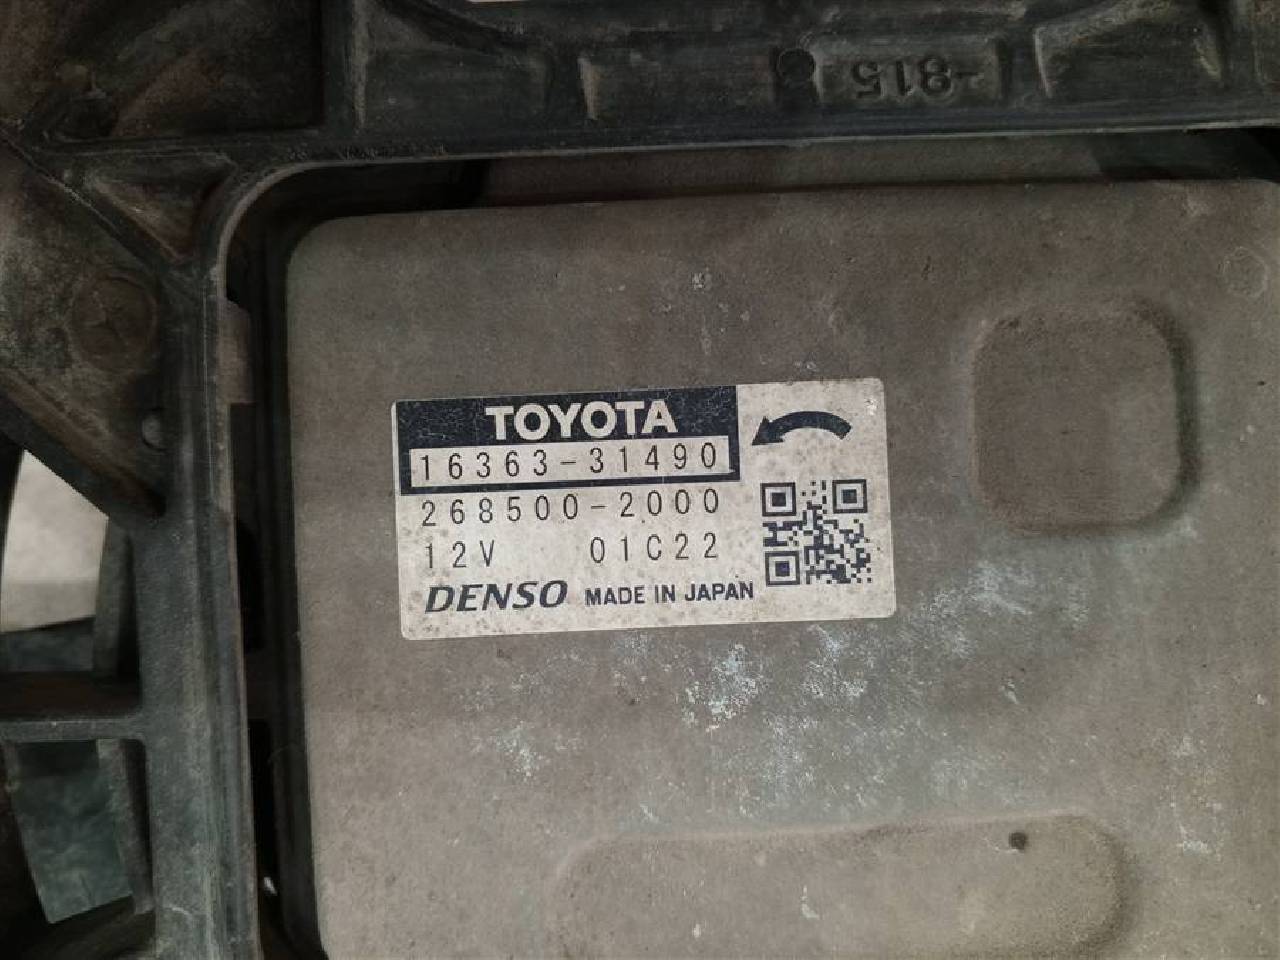 -815
TOYOTA
16363-31490
268500-2000
12V 01C22
DENSO MADE IN JAPAN